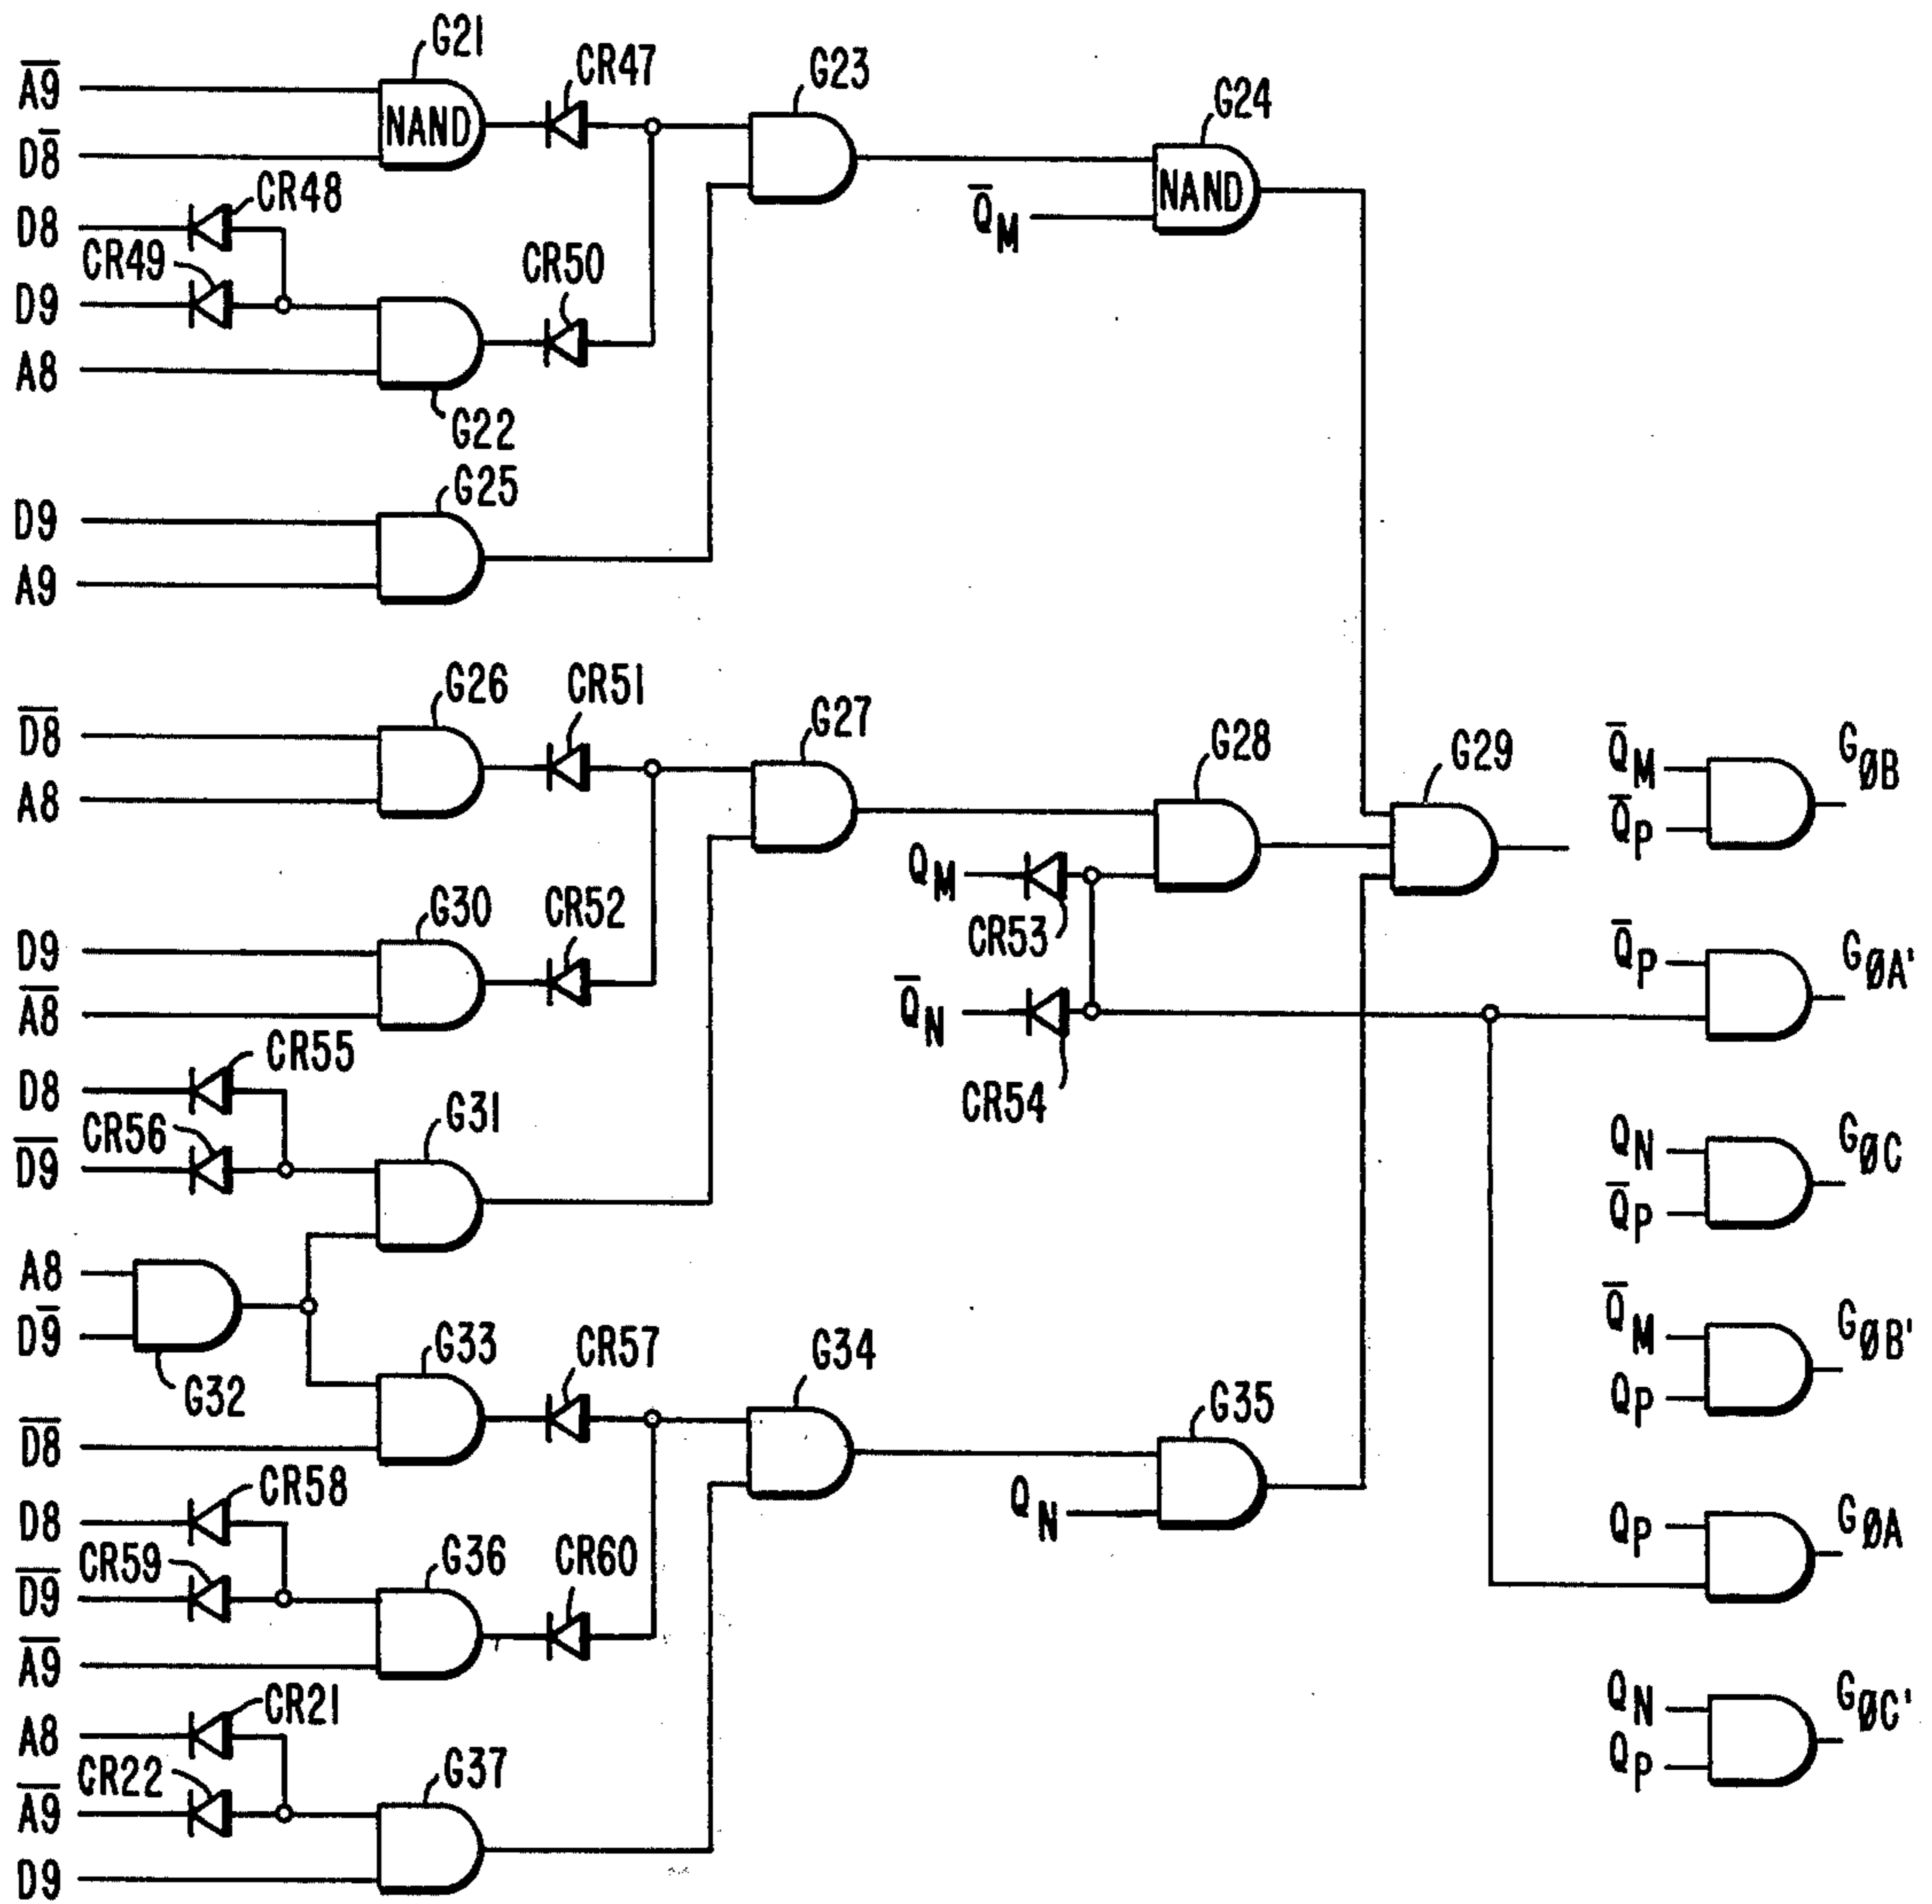 G21
A̅9̅
NAND
D8̅
CR47
G23
G24
NAND
Q̅M
CR48
D8
CR49
D9
A8
CR50
G22
G25
D9
A9
G26
CR51
G27
G28
G29
D̅8̅
A8
Q̅M
Q̅P
GØB
G30
CR52
QM
CR53
D9
A̅8̅
Q̅N
CR54
Q̅P
GØA'
CR55
D8
CR56
D̅9̅
G31
QN
Q̅P
GØC
A8
D9̅
G32
G33
CR57
G34
G35
Q̅M
QP
GØB'
D̅8̅
CR58
D8
CR59
D̅9̅
G36
CR60
QN
A̅9̅
QP
GØA
CR21
A8
CR22
A̅9̅
G37
D9
QN
QP
GØC'